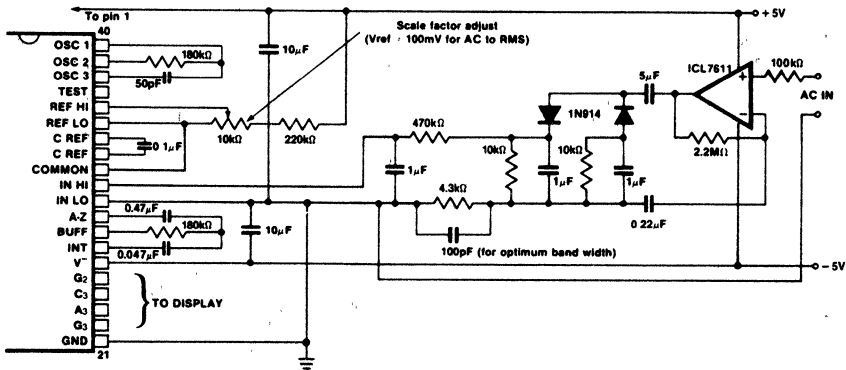 To pin 1
40
OSC 1
OSC 2
OSC 3
TEST
REF HI
REF LO
C REF
C REF
COMMON
IN HI
IN LO
A-Z
BUFF
INT
V⁻
G₂
C₃
A₃
G₃
GND
21
180kΩ
50pF
0 1μF
0.47μF
180kΩ
0.047μF
TO DISPLAY
10μF
Scale factor adjust
(Vref - 100mV for AC to RMS)
10kΩ
220kΩ
10μF
470kΩ
1μF
4.3kΩ
100pF (for optimum band width)
10kΩ
1N914
1μF
10kΩ
1μF
5μF
ICL7611
+
−
2.2MΩ
0 22μF
100kΩ
AC IN
+5V
−5V